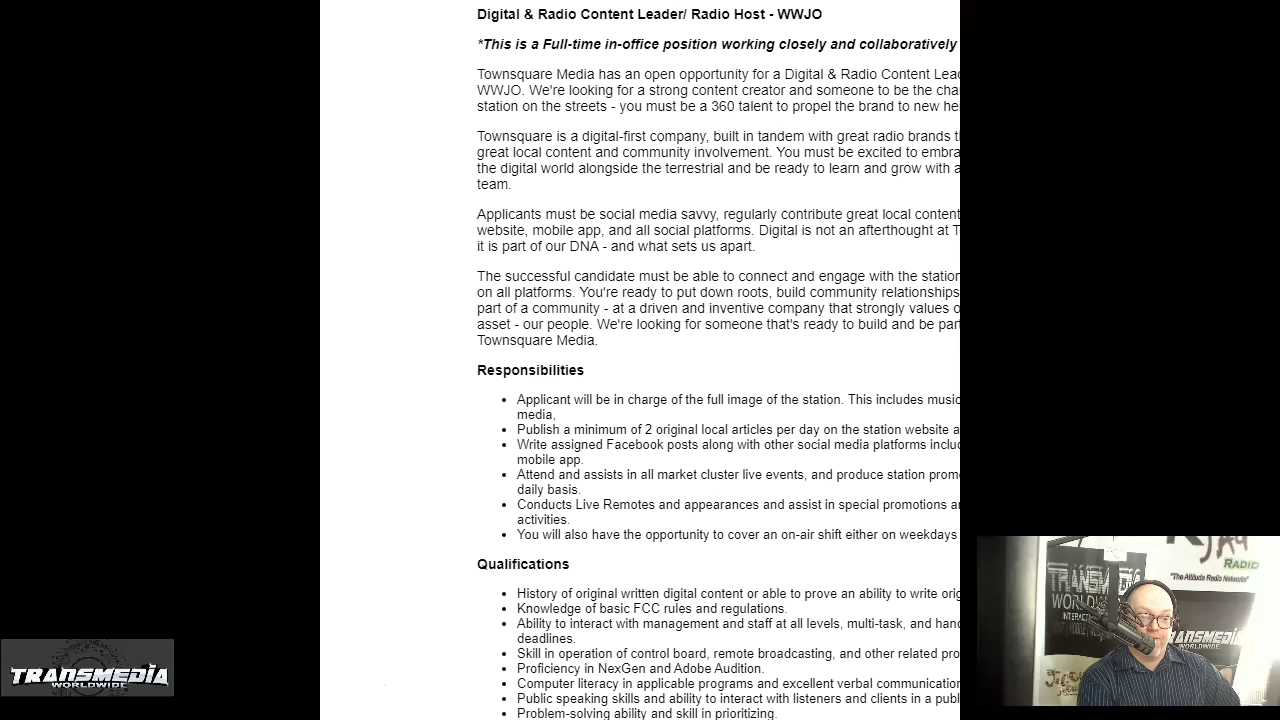 Digital & Radio Content Leader/ Radio Host - WWJO
*This is a Full-time in-office position working closely and collaboratively
Townsquare Media has an open opportunity for a Digital & Radio Content Lead
WWJO. We're looking for a strong content creator and someone to be the cha
station on the streets - you must be a 360 talent to propel the brand to new he
Townsquare is a digital-first company, built in tandem with great radio brands th
great local content and community involvement. You must be excited to embra
the digital world alongside the terrestrial and be ready to learn and grow with a
team.
Applicants must be social media savvy, regularly contribute great local content
website, mobile app, and all social platforms. Digital is not an afterthought at T
it is part of our DNA - and what sets us apart.
The successful candidate must be able to connect and engage with the station
on all platforms. You're ready to put down roots, build community relationships
part of a community - at a driven and inventive company that strongly values o
asset - our people. We're looking for someone that's ready to build and be part
Townsquare Media.
Responsibilities
• Applicant will be in charge of the full image of the station. This includes music
media,
• Publish a minimum of 2 original local articles per day on the station website a
• Write assigned Facebook posts along with other social media platforms inclu
mobile app.
• Attend and assists in all market cluster live events, and produce station prom
daily basis.
• Conducts Live Remotes and appearances and assist in special promotions a
activities.
• You will also have the opportunity to cover an on-air shift either on weekdays
Qualifications
• History of original written digital content or able to prove an ability to write orig
• Knowledge of basic FCC rules and regulations.
• Ability to interact with management and staff at all levels, multi-task, and hand
deadlines.
• Skill in operation of control board, remote broadcasting, and other related pro
• Proficiency in NexGen and Adobe Audition.
• Computer literacy in applicable programs and excellent verbal communication
• Public speaking skills and ability to interact with listeners and clients in a publ
• Problem-solving ability and skill in prioritizing.
TRANSMEDIA
WORLDWIDE
RADIO
"The Attitude Radio Network"
TRANSMEDIA
WORLDWIDE